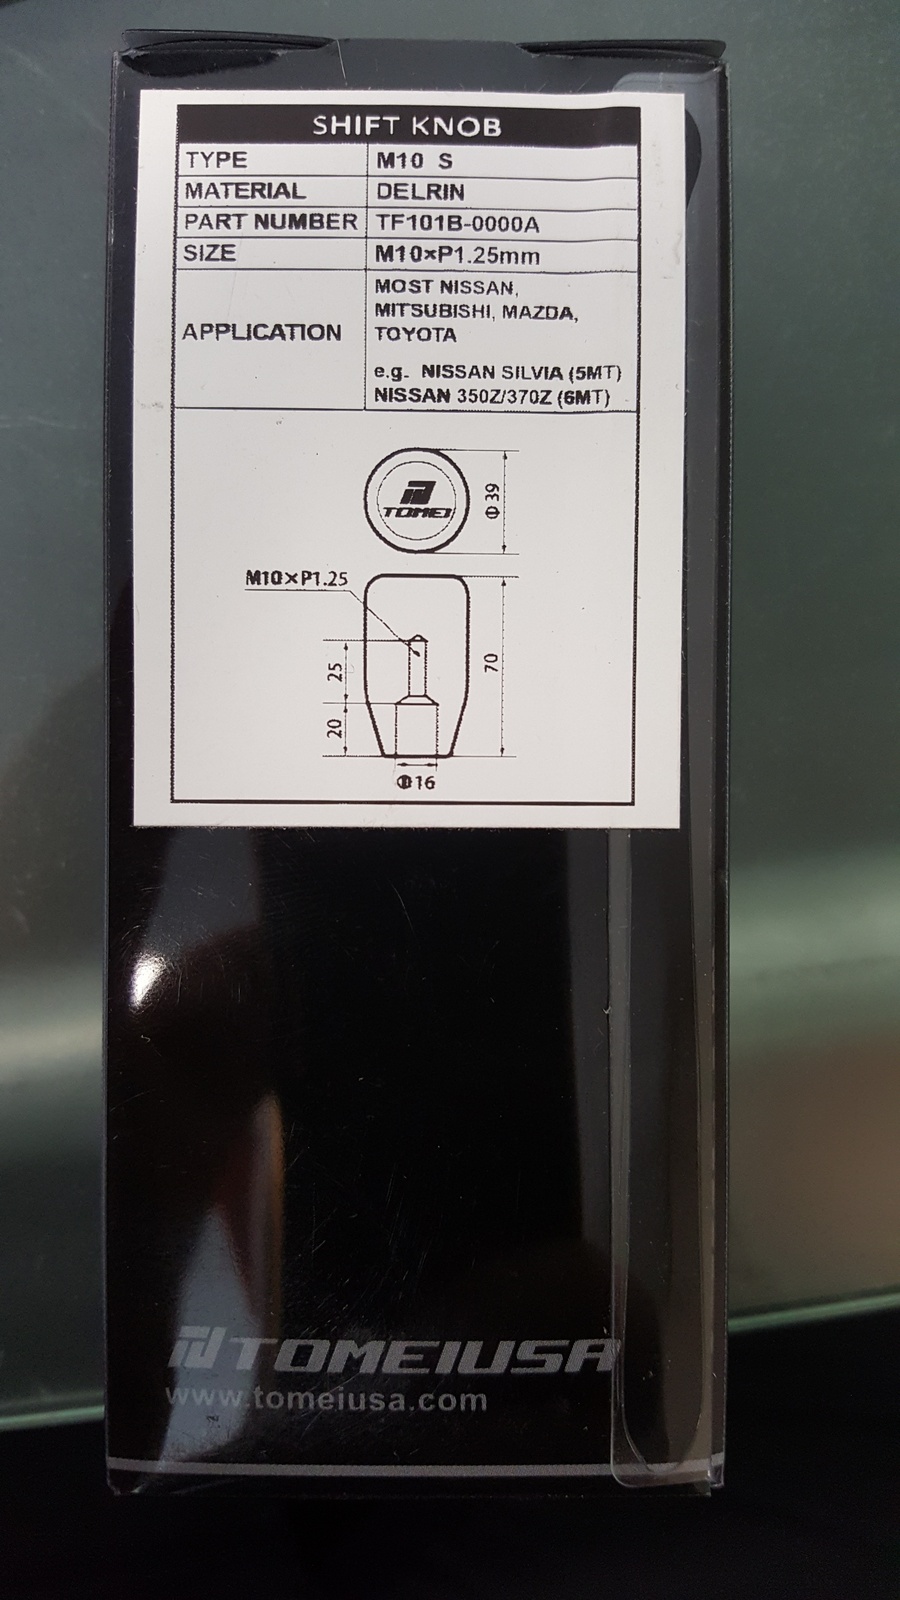 SHIFT KNOB
TYPE M10 S
MATERIAL DELRIN
PART NUMBER TF101B-0000A
SIZE M10×P1.25mm
APPLICATION
MOST NISSAN,
MITSUBISHI, MAZDA,
TOYOTA
e.g. NISSAN SILVIA (5MT)
NISSAN 350Z/370Z (6MT)
TOMEI
Φ39
M10×P1.25
25
70
20
Φ16
TOMEIUSA
www.tomeiusa.com